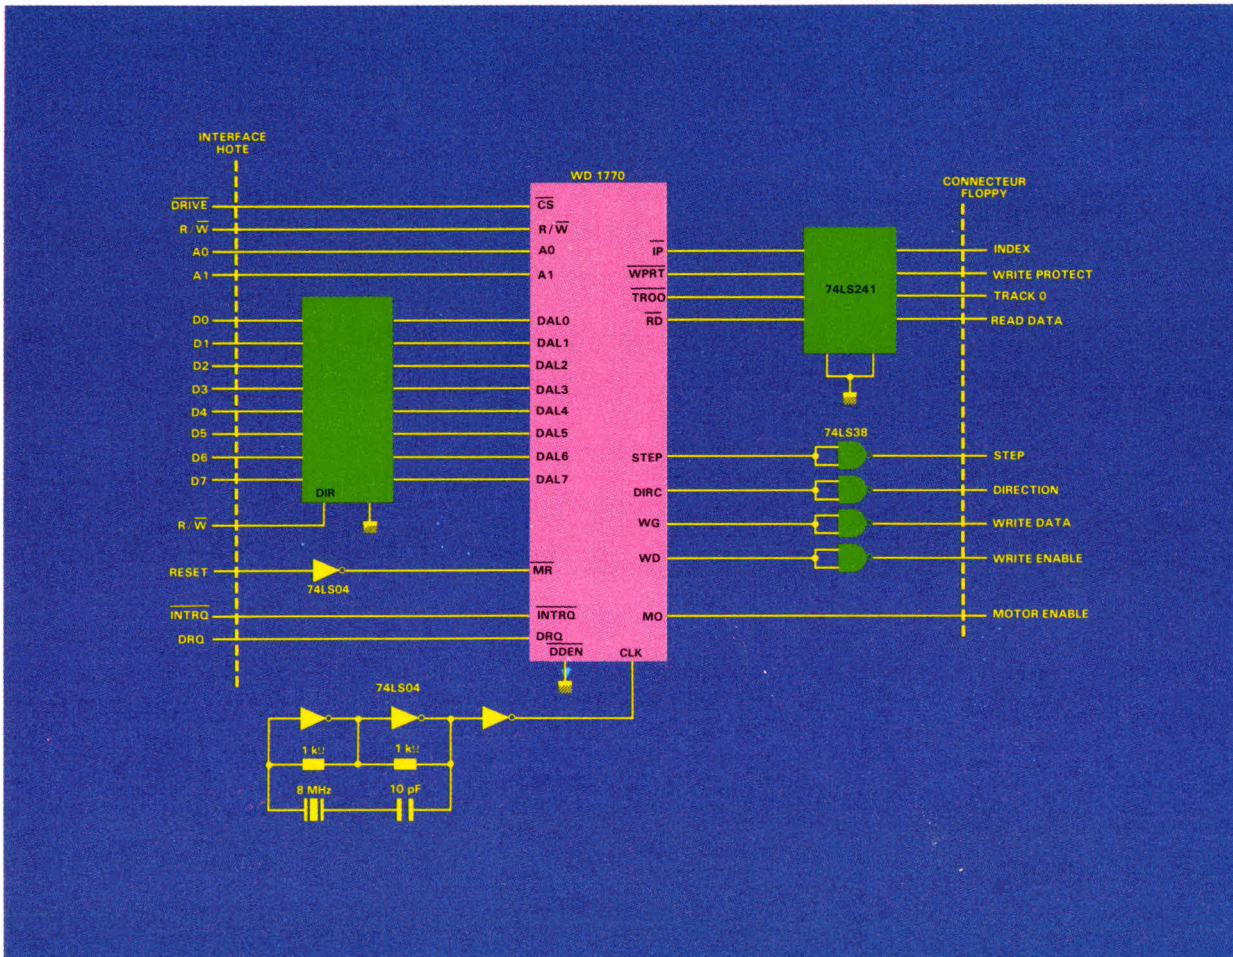 INTERFACE
HOTE
WD 1770
CONNECTEUR
FLOPPY
DRIVE
R/W
A0
A1
D0
D1
D2
D3
D4
D5
D6
D7
R/W
RESET
INTRQ
DRQ
DIR
74LS04
CS
R/W
A0
A1
DAL0
DAL1
DAL2
DAL3
DAL4
DAL5
DAL6
DAL7
MR
INTRQ
DRQ
DDEN
CLK
IP
WPRT
TROO
RD
STEP
DIRC
WG
WD
MO
74LS241
74LS38
INDEX
WRITE PROTECT
TRACK 0
READ DATA
STEP
DIRECTION
WRITE DATA
WRITE ENABLE
MOTOR ENABLE
74LS04
1 kΩ
1 kΩ
8 MHz
10 pF